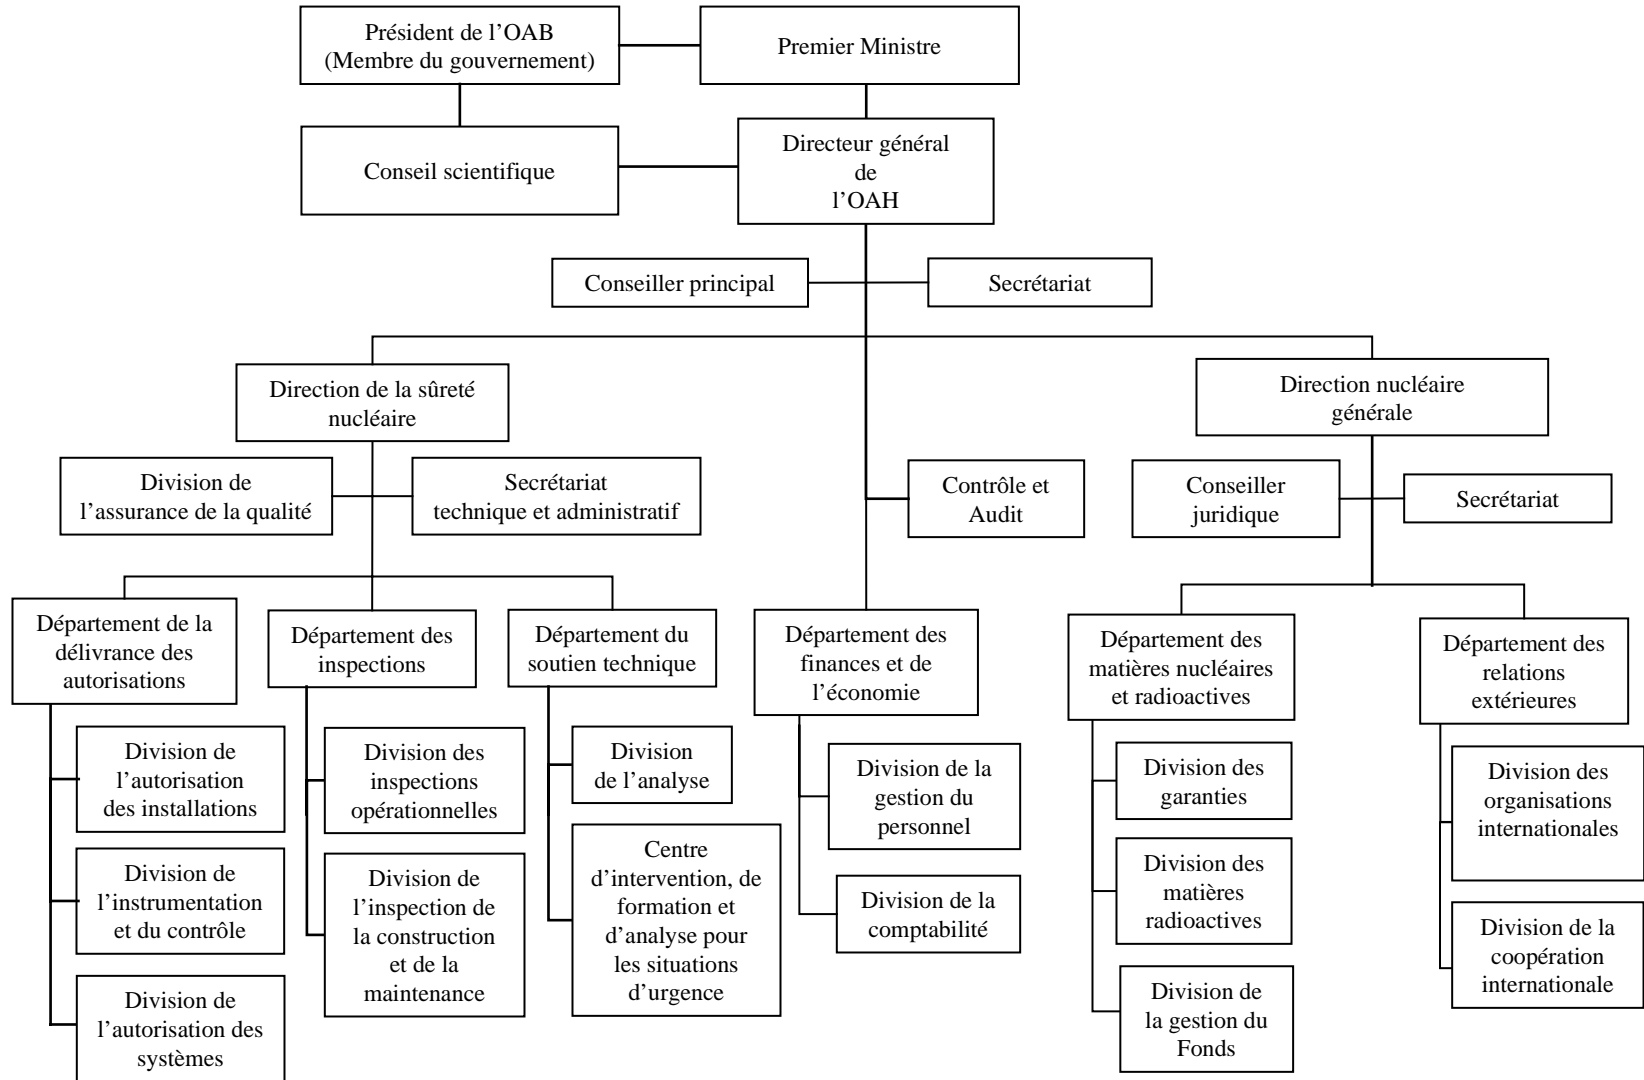 Président de l’OAB
(Membre du gouvernement)
Premier Ministre
Conseil scientifique
Directeur général
de
l’OAH
Conseiller principal
Secrétariat
Direction de la sûreté
nucléaire
Direction nucléaire
générale
Division de
l’assurance de la qualité
Secrétariat
technique et administratif
Contrôle et
Audit
Conseiller
juridique
Secrétariat
Département de la
délivrance des
autorisations
Département des
inspections
Département du
soutien technique
Département des
finances et de
l’économie
Département des
matières nucléaires
et radioactives
Département des
relations
extérieures
Division de
l’autorisation
des installations
Division de
l’instrumentation
et du contrôle
Division de
l’autorisation des
systèmes
Division des
inspections
opérationnelles
Division de
l’inspection de
la construction
et de la
maintenance
Division
de l’analyse
Centre
d’intervention, de
formation et
d’analyse pour
les situations
d’urgence
Division de la
gestion du
personnel
Division de la
comptabilité
Division des
garanties
Division des
matières
radioactives
Division de
la gestion du
Fonds
Division des
organisations
internationales
Division de la
coopération
internationale